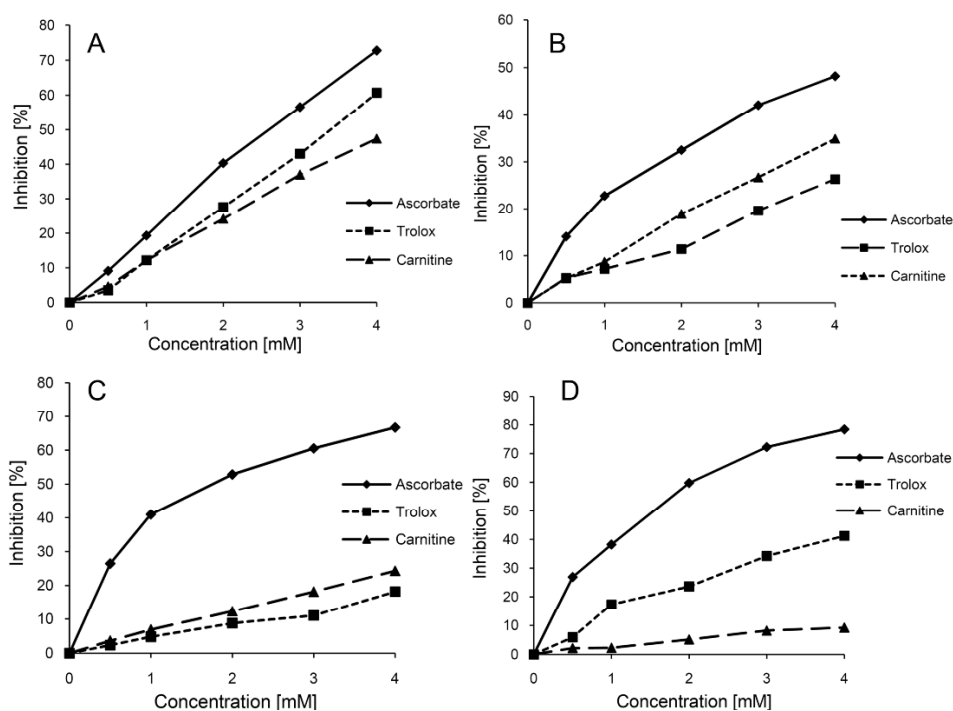 A
Inhibition [%]
80
70
60
50
40
30
20
10
0
0 1 2 3 4
Concentration [mM]
Ascorbate
Trolox
Carnitine
B
Inhibition [%]
60
50
40
30
20
10
0
0 1 2 3 4
Concentration [mM]
Ascorbate
Trolox
Carnitine
C
Inhibition [%]
80
70
60
50
40
30
20
10
0
0 1 2 3 4
Concentration [mM]
Ascorbate
Trolox
Carnitine
D
Inhibition [%]
90
80
70
60
50
40
30
20
10
0
0 1 2 3 4
Concentration [mM]
Ascorbate
Trolox
Carnitine